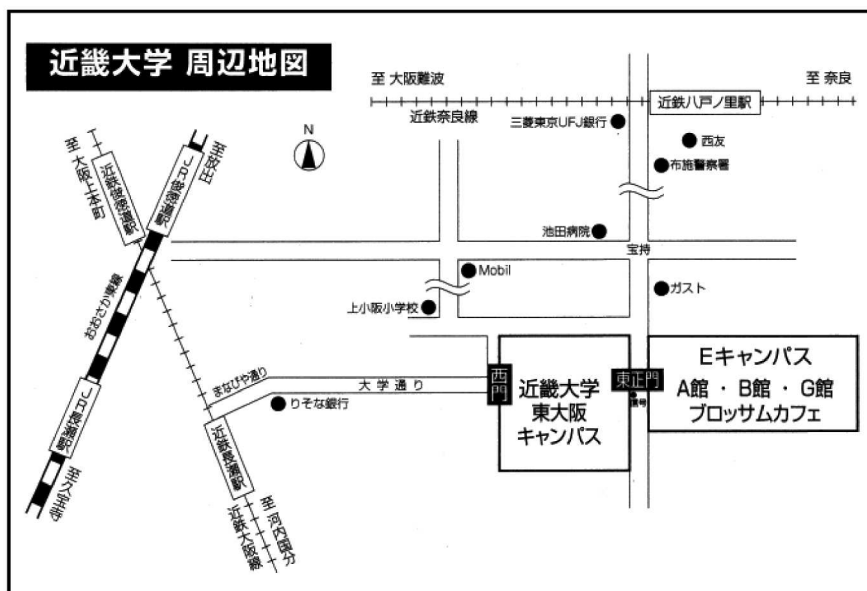 近畿大学 周辺地図
至 大阪難波
至 奈良
近鉄八戸ノ里駅
近鉄奈良線
三菱東京UFJ銀行
西友
布施警察署
N
至放出
JR俊徳道駅
近鉄俊徳道駅
至 大阪上本町
池田病院
宝持
Mobil
ガスト
上小阪小学校
おおさか東線
まなびや通り
大学通り
りそな銀行
西門
近畿大学
東大阪
キャンパス
東正門
信号
Eキャンパス
A館・B館・G館
ブロッサムカフェ
JR長瀬駅
至久宝寺
近鉄長瀬駅
近鉄大阪線
至 河内国分